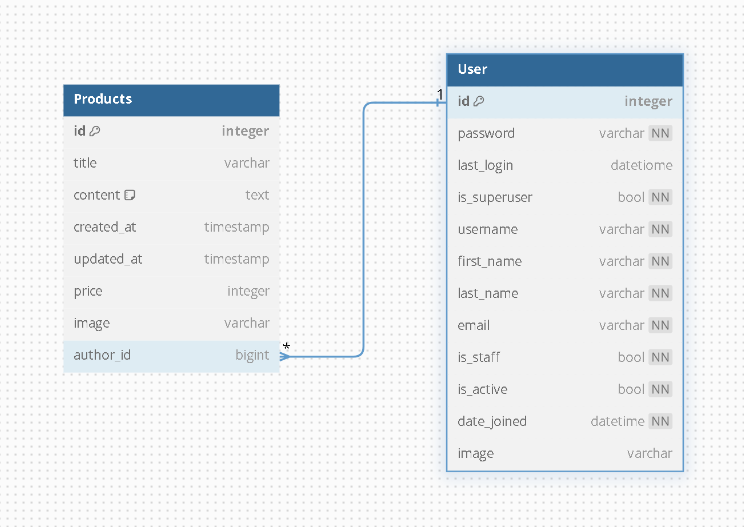 Products
id integer
title varchar
content text
created_at timestamp
updated_at timestamp
price integer
image varchar
author_id bigint
*
1
User
id integer
password varchar NN
last_login datetiome
is_superuser bool NN
username varchar NN
first_name varchar NN
last_name varchar NN
email varchar NN
is_staff bool NN
is_active bool NN
date_joined datetime NN
image varchar